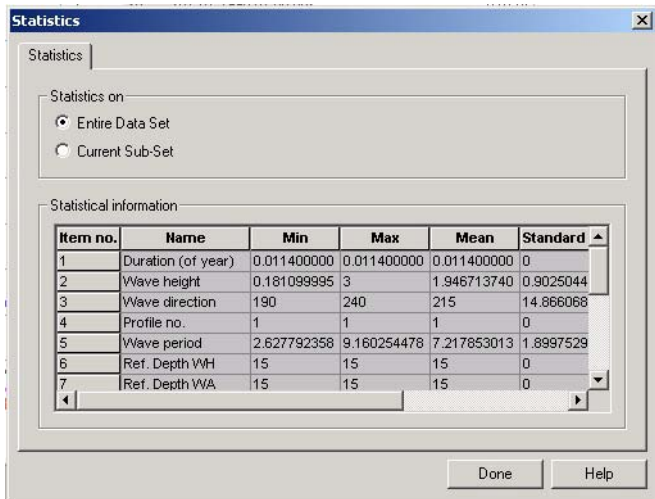 Statistics
Statistics
Statistics on
Entire Data Set
Current Sub-Set
Statistical information
Item no. Name Min Max Mean Standard
1 Duration (of year) 0.011400000 0.011400000 0.011400000 0
2 Wave height 0.181099995 3 1.946713740 0.9025044
3 Wave direction 190 240 215 14.866068
4 Profile no. 1 1 1 0
5 Wave period 2.627792358 9.160254478 7.217853013 1.8997529
6 Ref. Depth WH 15 15 15 0
7 Ref. Depth WA 15 15 15 0
Done Help